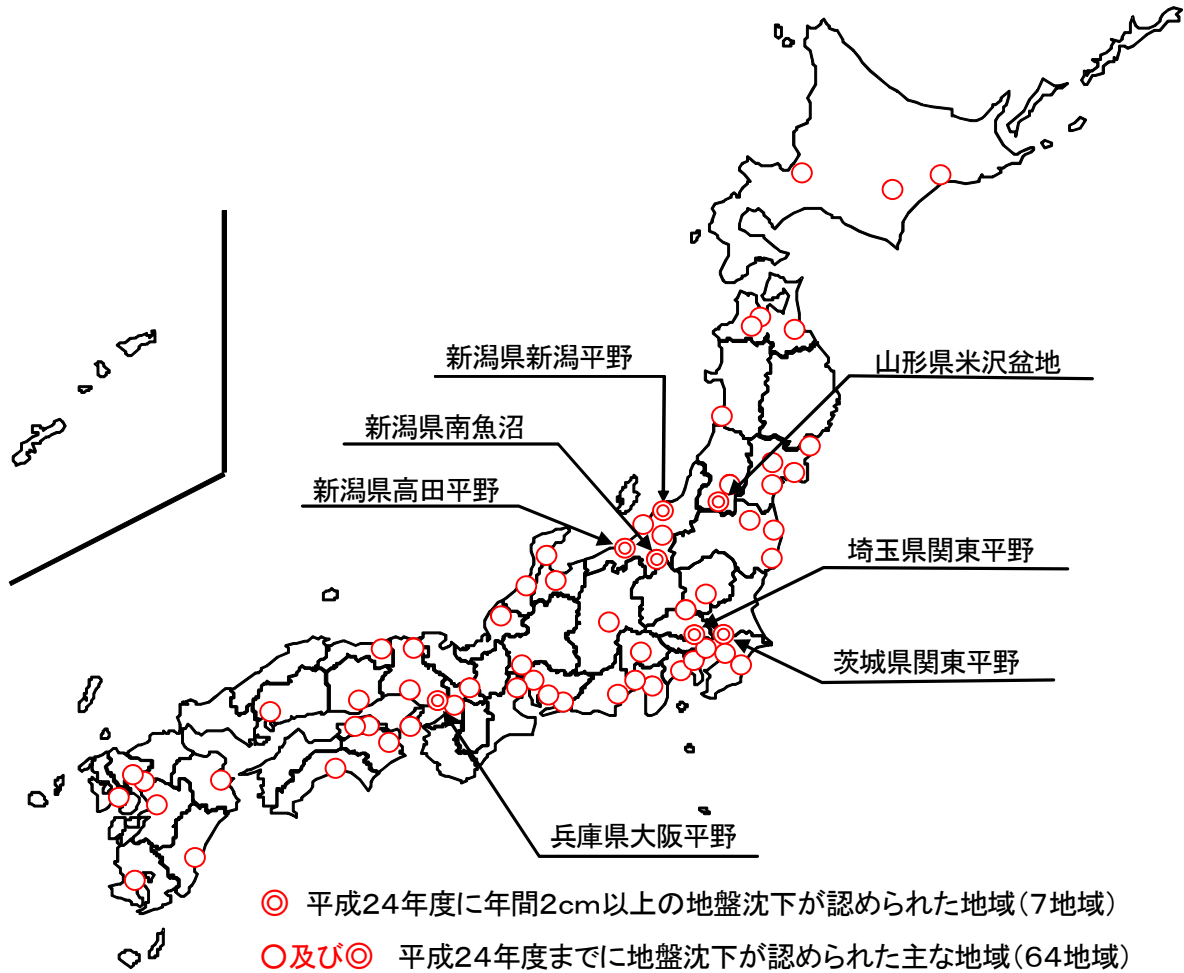 新潟県新潟平野
山形県米沢盆地
新潟県南魚沼
新潟県高田平野
埼玉県関東平野
茨城県関東平野
兵庫県大阪平野
◎ 平成24年度に年間2cm以上の地盤沈下が認められた地域(7地域)
○及び◎ 平成24年度までに地盤沈下が認められた主な地域(64地域)